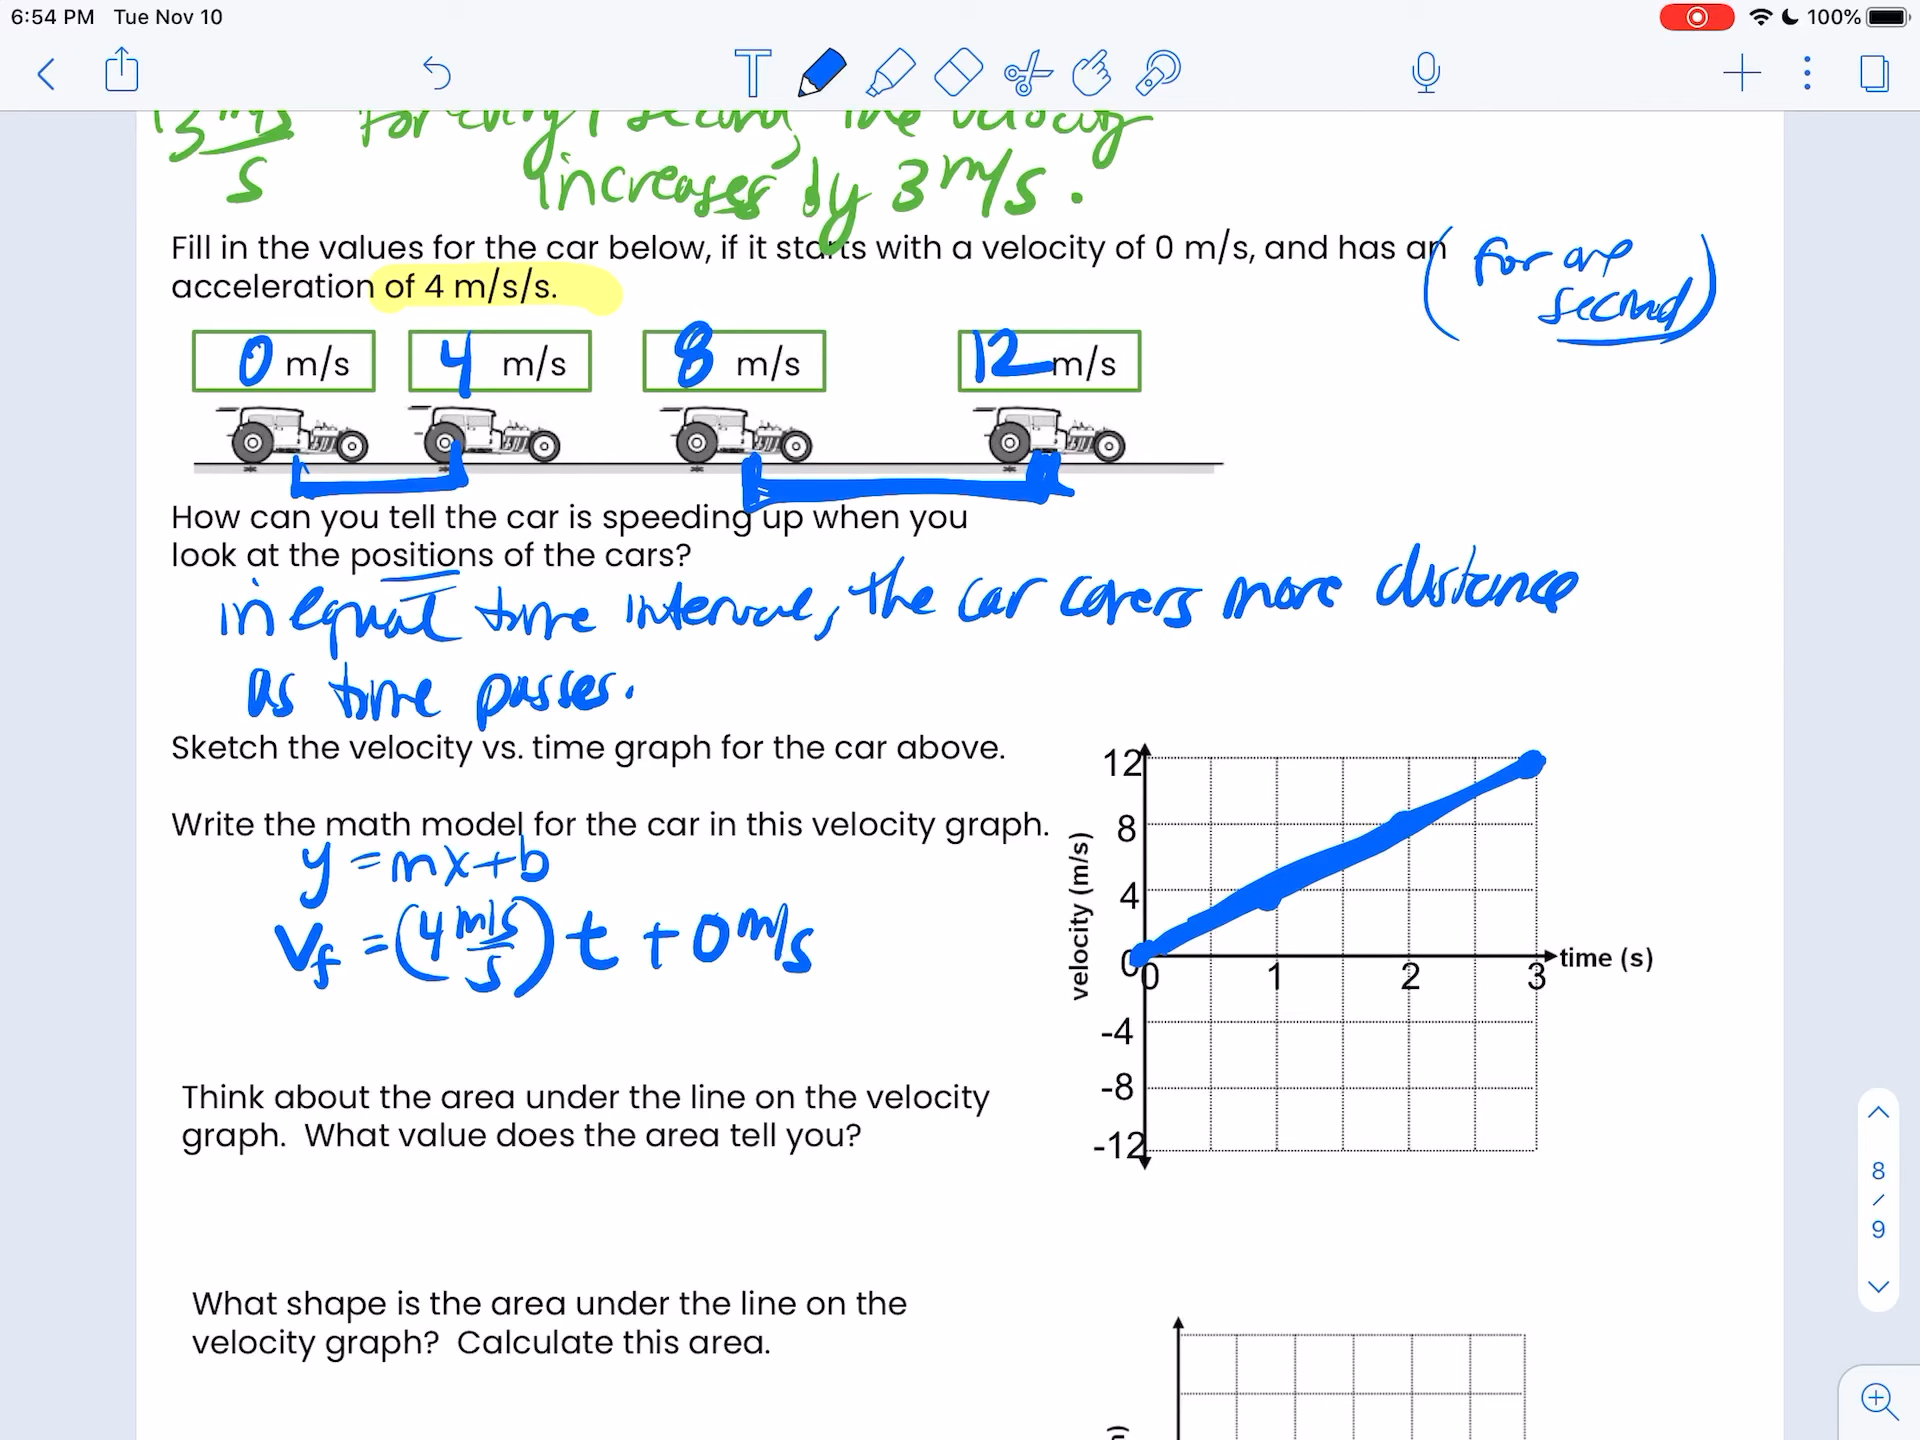 6:54 PM Tue Nov 10
100%
3 m/s for every 1 second, the velocity
s increases by 3 m/s.
Fill in the values for the car below, if it starts with a velocity of 0 m/s, and has an
acceleration of 4 m/s/s.
(for one
second)
0 m/s 4 m/s 8 m/s 12 m/s
How can you tell the car is speeding up when you
look at the positions of the cars?
in equal time interval, the car covers more distance
as time passes.
Sketch the velocity vs. time graph for the car above.
Write the math model for the car in this velocity graph.
y = mx + b
Vf = (4 m/s/s) t + 0 m/s
12
8
4
0
-4
-8
-12
velocity (m/s)
0 1 2 3 time (s)
Think about the area under the line on the velocity
graph. What value does the area tell you?
What shape is the area under the line on the
velocity graph? Calculate this area.
8
/
9